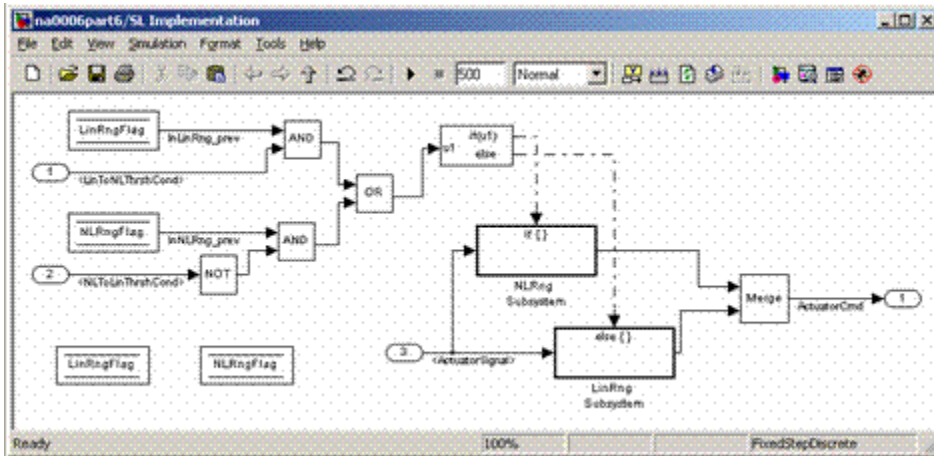 na0006part6/SL Implementation
File Edit View Simulation Format Tools Help
500 Normal
LinRngFlag
InLinRng_prev
AND
1
<LinToNLThrshCond>
if(u1)
u1
else
OR
NLRngFlag
InNLRng_prev
AND
2
<NLToLinThrshCond>
NOT
if { }
NLRng
Subsystem
Merge
ActuatorCmd
1
LinRngFlag
NLRngFlag
3
<ActuatorSignal>
else { }
LinRng
Subsystem
Ready 100% FixedStepDiscrete